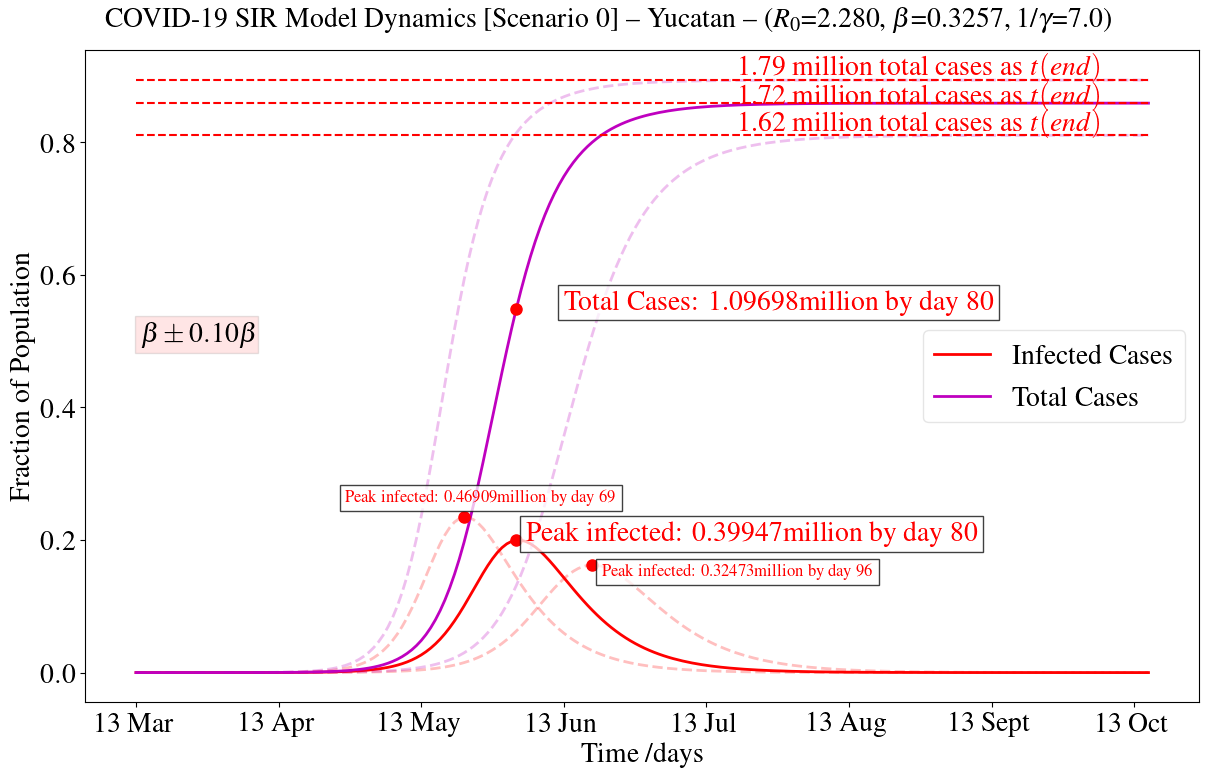 COVID-19 SIR Model Dynamics [Scenario 0] – Yucatan – (R₀=2.280, β=0.3257, 1/γ=7.0)
1.79 million total cases as t(end)
1.72 million total cases as t(end)
1.62 million total cases as t(end)
0.8
0.6
0.4
0.2
0.0
Fraction of Population
Total Cases: 1.09698million by day 80
β ± 0.10β
Infected Cases
Total Cases
Peak infected: 0.46909million by day 69
Peak infected: 0.39947million by day 80
Peak infected: 0.32473million by day 96
13 Mar 13 Apr 13 May 13 Jun 13 Jul 13 Aug 13 Sept 13 Oct
Time /days